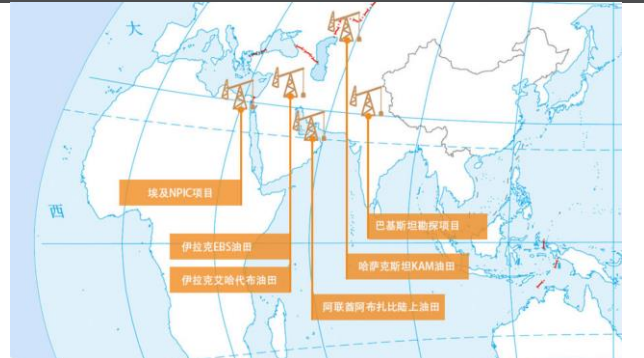 大
西
埃及NPIC项目
伊拉克EBS油田
伊拉克艾哈代布油田
巴基斯坦勘探项目
哈萨克斯坦KAM油田
阿联酋阿布扎比陆上油田